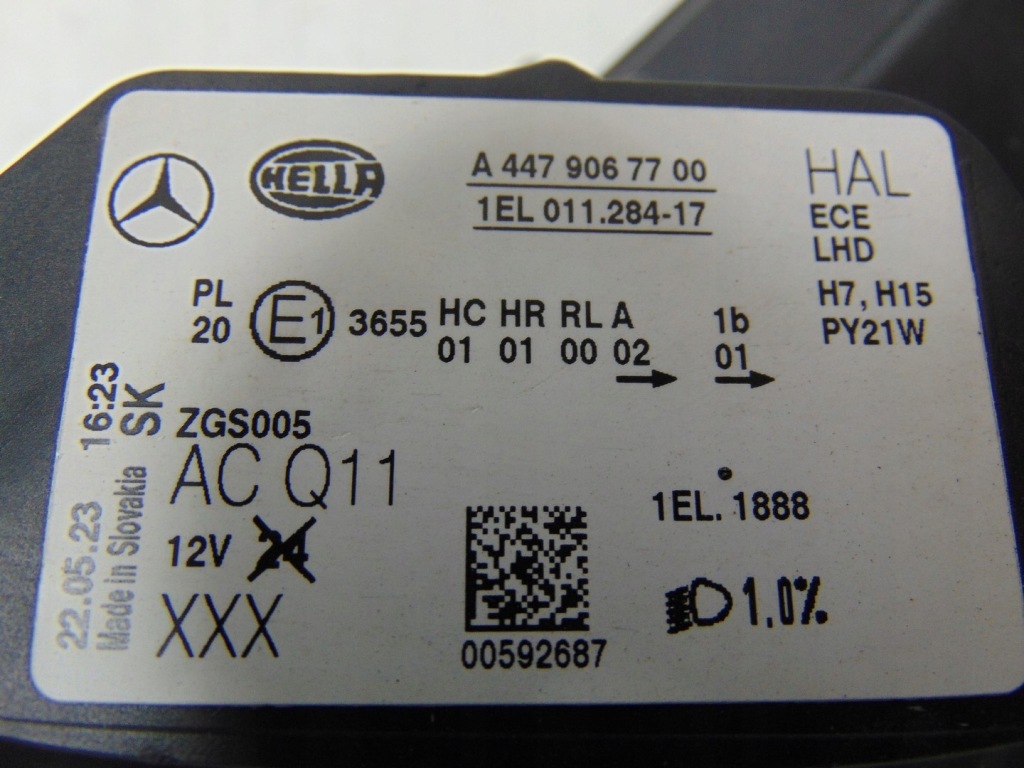 HELLA
A 447 906 77 00
1EL 011.284-17
HAL
ECE
LHD
H7, H15
PY21W
PL
20
E1
3655
HC HR RL A 1b
01 01 00 02 01
16:23
SK
ZGS005
AC Q11
22.05.23
Made in Slovakia
12V 24
XXX
1EL. 1888
1.0%
00592687